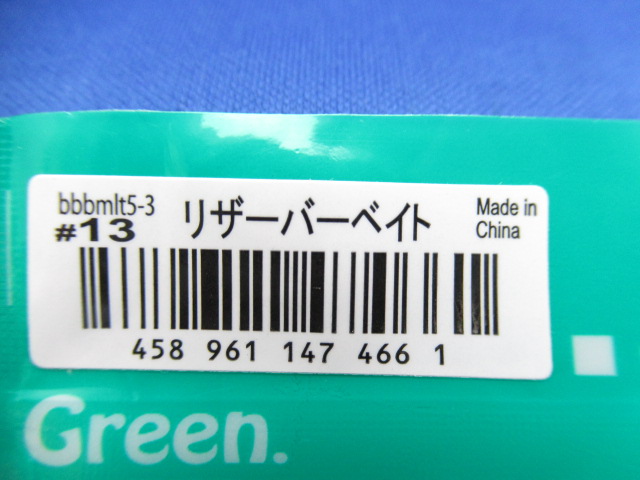 bbbmlt5-3
#13
リザーバーベイト
Made in
China
458 961 147 466 1
Green.